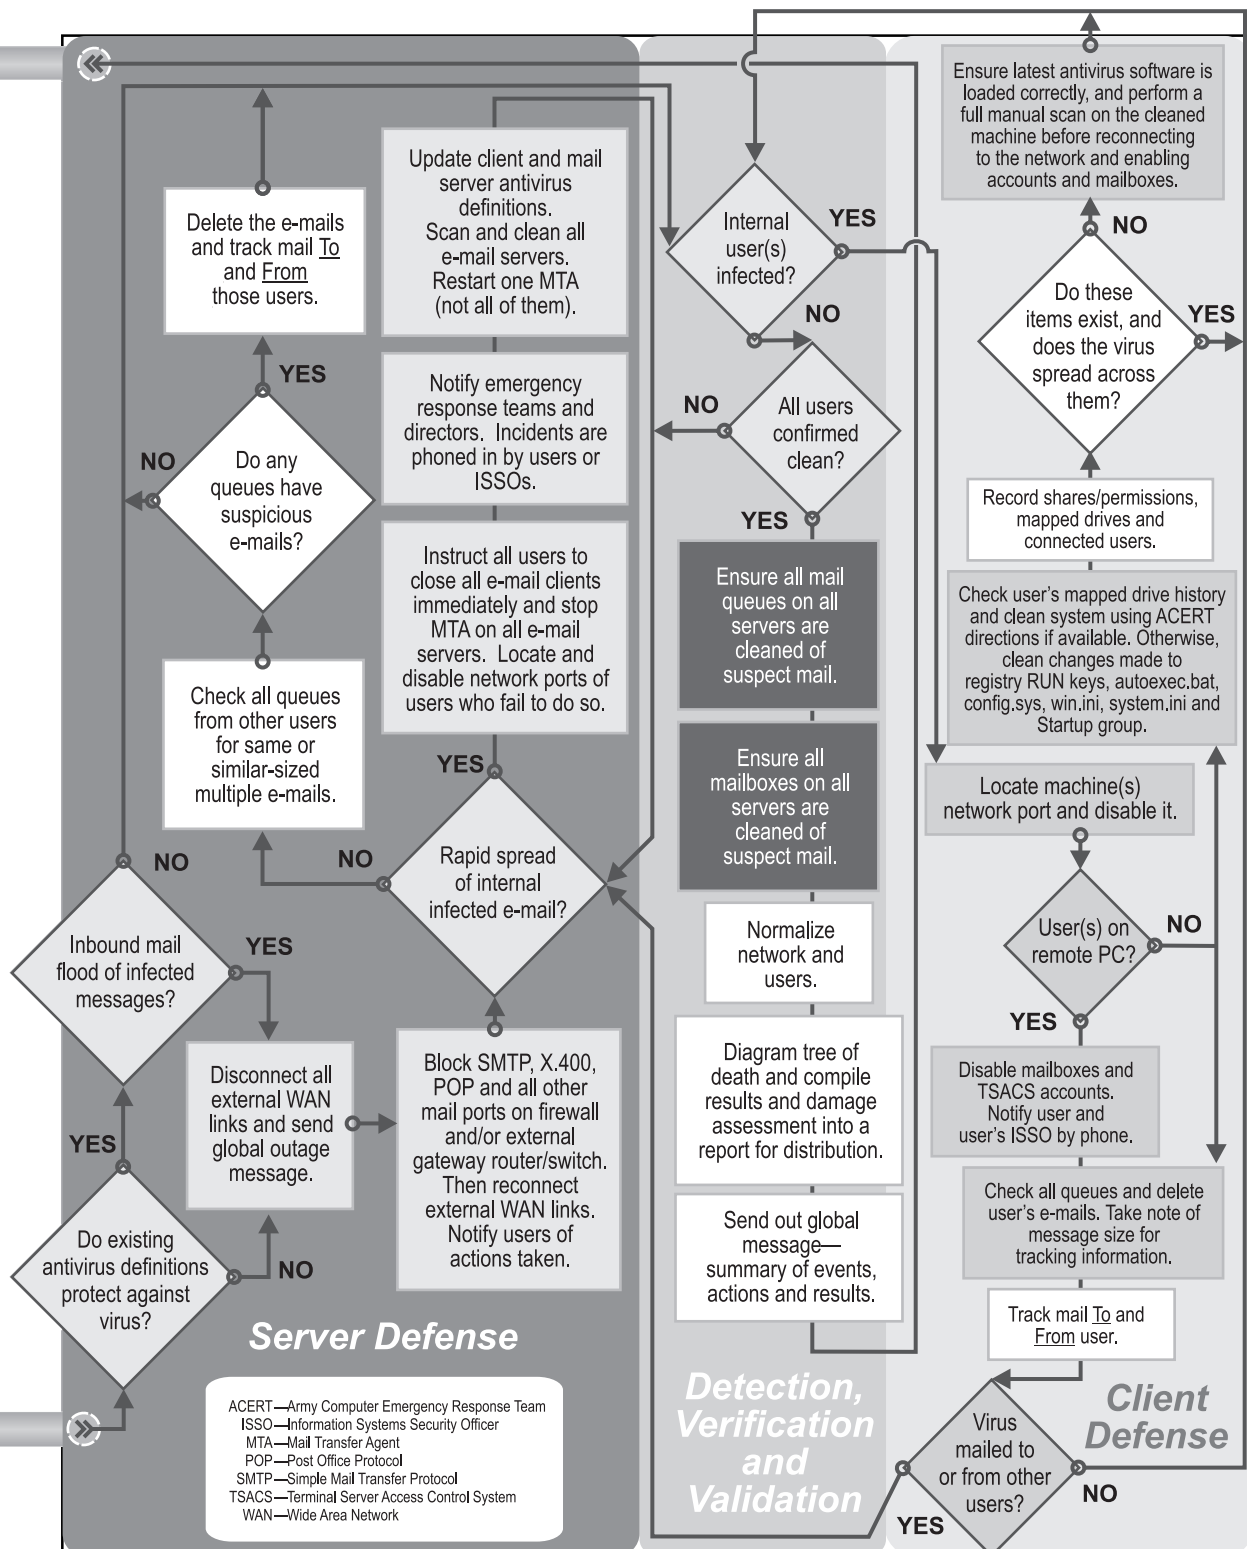 Delete the e-mails
and track mail To
and From
those users.
YES
NO
Do any
queues have
suspicious
e-mails?
Check all queues
from other users
for same or
similar-sized
multiple e-mails.
NO
Inbound mail
flood of infected
messages?
YES
YES
Do existing
antivirus definitions
protect against
virus?
NO
Disconnect all
external WAN
links and send
global outage
message.
Update client and mail
server antivirus
definitions.
Scan and clean all
e-mail servers.
Restart one MTA
(not all of them).
Notify emergency
response teams and
directors. Incidents are
phoned in by users or
ISSOs.
Instruct all users to
close all e-mail clients
immediately and stop
MTA on all e-mail
servers. Locate and
disable network ports of
users who fail to do so.
YES
NO
Rapid spread
of internal
infected e-mail?
Block SMTP, X.400,
POP and all other
mail ports on firewall
and/or external
gateway router/switch.
Then reconnect
external WAN links.
Notify users of
actions taken.
Server Defense
ACERT—Army Computer Emergency Response Team
ISSO—Information Systems Security Officer
MTA—Mail Transfer Agent
POP—Post Office Protocol
SMTP—Simple Mail Transfer Protocol
TSACS—Terminal Server Access Control System
WAN—Wide Area Network
Internal
user(s)
infected?
YES
NO
All users
confirmed
clean?
NO
YES
Ensure all mail
queues on all
servers are
cleaned of
suspect mail.
Ensure all
mailboxes on all
servers are
cleaned of
suspect mail.
Normalize
network and
users.
Diagram tree of
death and compile
results and damage
assessment into a
report for distribution.
Send out global
message—
summary of events,
actions and results.
Detection,
Verification
and
Validation
Ensure latest antivirus software is
loaded correctly, and perform a
full manual scan on the cleaned
machine before reconnecting
to the network and enabling
accounts and mailboxes.
NO
Do these
items exist, and
does the virus
spread across
them?
YES
Record shares/permissions,
mapped drives and
connected users.
Check user's mapped drive history
and clean system using ACERT
directions if available. Otherwise,
clean changes made to
registry RUN keys, autoexec.bat,
config.sys, win.ini, system.ini and
Startup group.
Locate machine(s)
network port and disable it.
User(s) on
remote PC?
NO
YES
Disable mailboxes and
TSACS accounts.
Notify user and
user's ISSO by phone.
Check all queues and delete
user's e-mails. Take note of
message size for
tracking information.
Track mail To and
From user.
Client
Defense
Virus
mailed to
or from other
users?
NO
YES